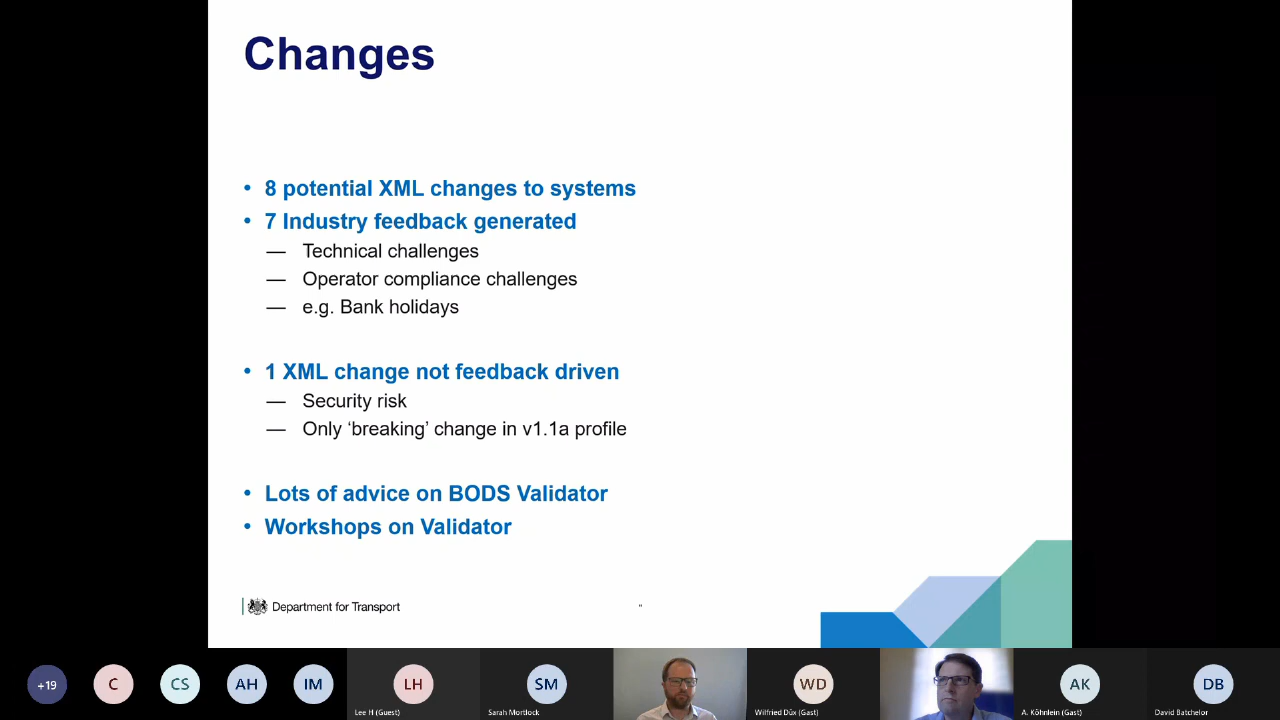 Changes
• 8 potential XML changes to systems
• 7 Industry feedback generated
— Technical challenges
— Operator compliance challenges
— e.g. Bank holidays
• 1 XML change not feedback driven
— Security risk
— Only ‘breaking’ change in v1.1a profile
• Lots of advice on BODS Validator
• Workshops on Validator
Department for Transport
+19
C
CS
AH
IM
LH
SM
WD
AK
DB
Lee H (Guest)
Sarah Mortlock
Wilfried Düx (Gast)
A. Köhnlein (Gast)
David Batchelor